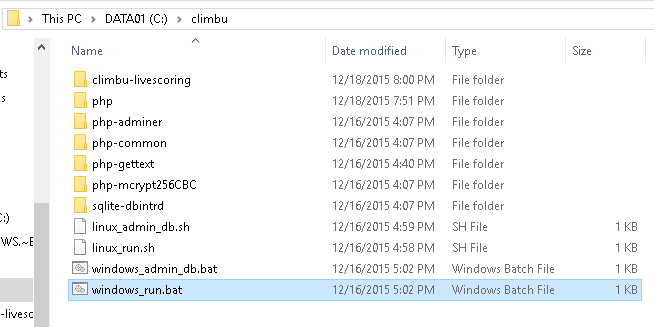 This PC > DATA01 (C:) > climbu
Name Date modified Type Size
climbu-livescoring 12/18/2015 8:00 PM File folder
php 12/18/2015 7:51 PM File folder
php-adminer 12/16/2015 4:07 PM File folder
php-common 12/16/2015 4:07 PM File folder
php-gettext 12/16/2015 4:40 PM File folder
php-mcrypt256CBC 12/16/2015 4:07 PM File folder
sqlite-dbintrd 12/16/2015 4:07 PM File folder
linux_admin_db.sh 12/16/2015 4:59 PM SH File 1 KB
linux_run.sh 12/16/2015 4:58 PM SH File 1 KB
windows_admin_db.bat 12/16/2015 5:02 PM Windows Batch File 1 KB
windows_run.bat 12/16/2015 5:02 PM Windows Batch File 1 KB
ts
s
C:)
WS.~E
-livesc